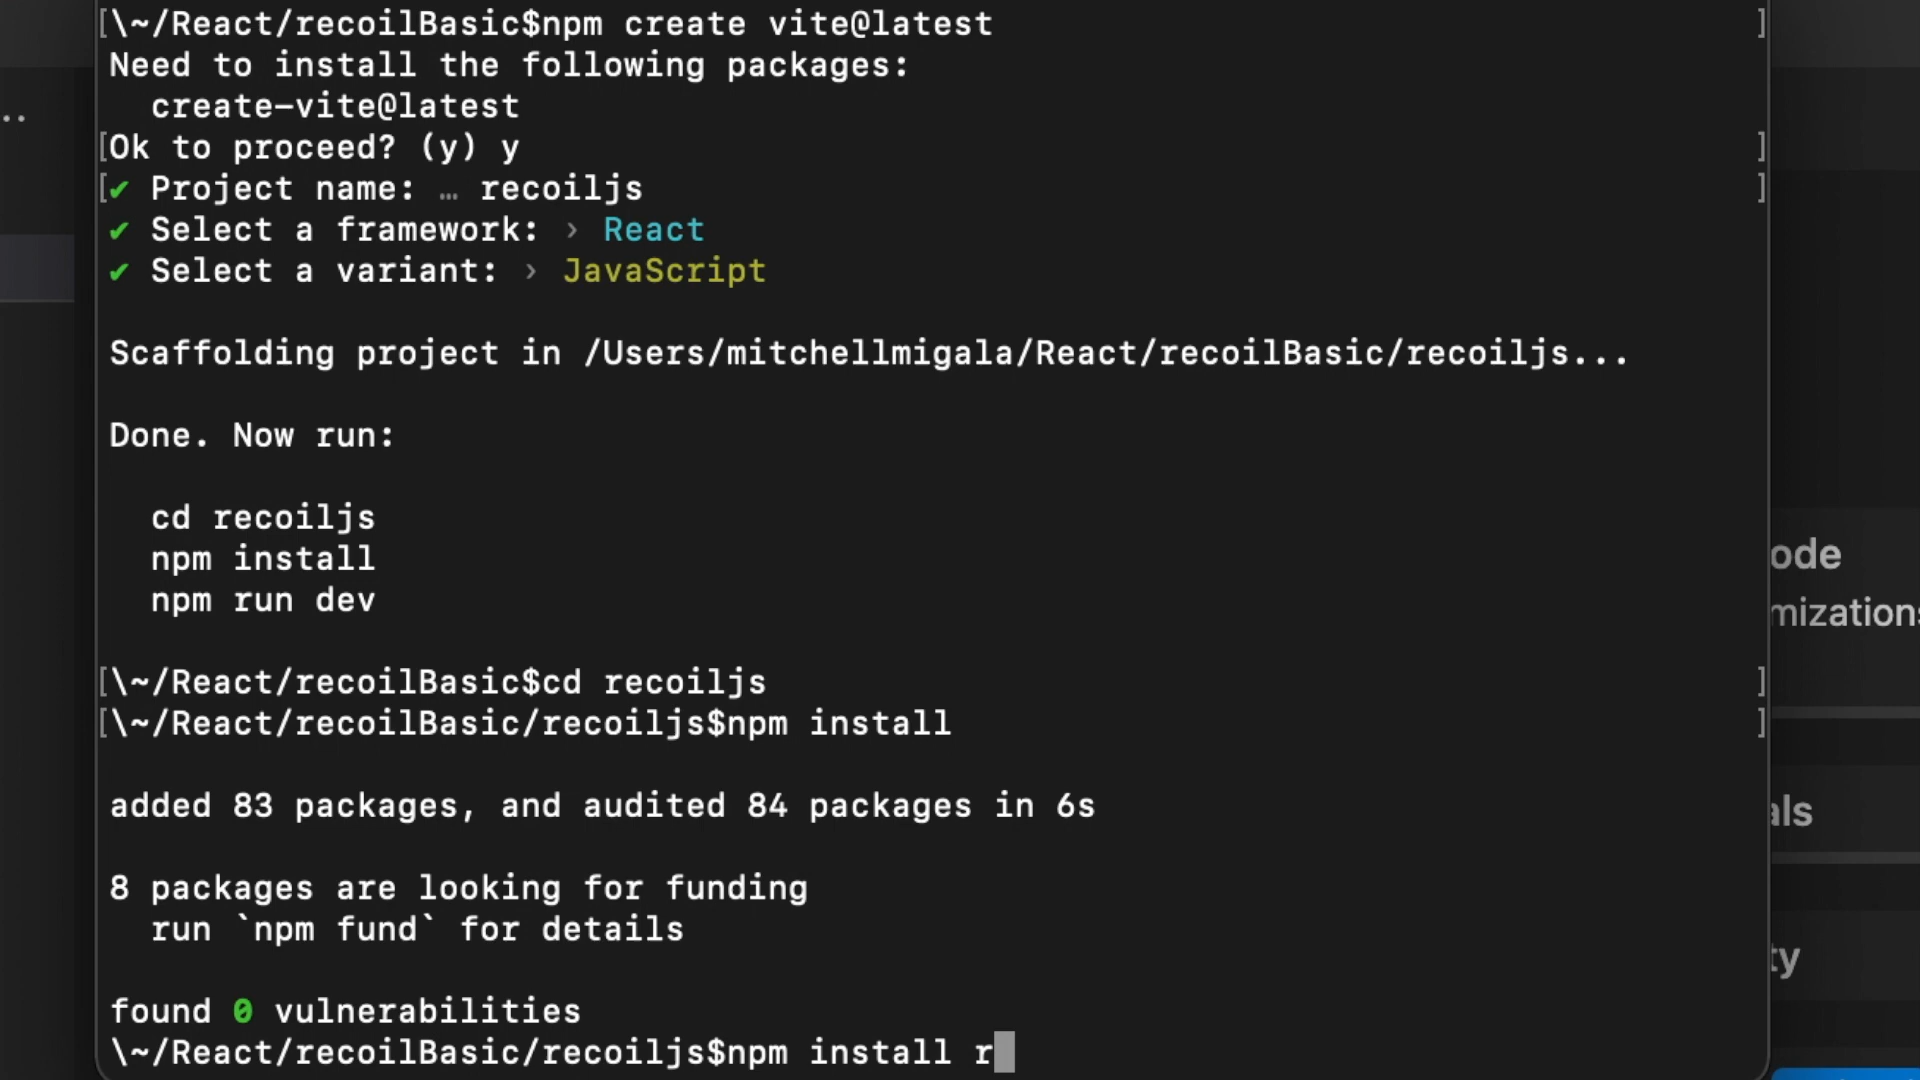 [\~/React/recoilBasic$npm create vite@latest ]
Need to install the following packages:
create-vite@latest
[Ok to proceed? (y) y ]
[✔ Project name: … recoiljs ]
✔ Select a framework: › React
✔ Select a variant: › JavaScript
Scaffolding project in /Users/mitchellmigala/React/recoilBasic/recoiljs...
Done. Now run:
cd recoiljs
npm install
npm run dev
[\~/React/recoilBasic$cd recoiljs ]
[\~/React/recoilBasic/recoiljs$npm install ]
added 83 packages, and audited 84 packages in 6s
8 packages are looking for funding
run `npm fund` for details
found 0 vulnerabilities
\~/React/recoilBasic/recoiljs$npm install r
ode
mizations
als
ty